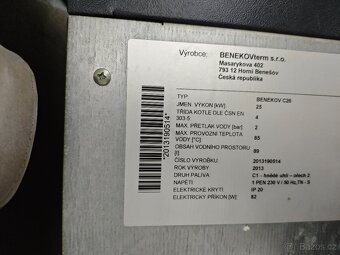 Výrobce:
BENEKOVterm s.r.o.
Masarykova 402
793 12 Horní Benešov
Česká republika
TYP BENEKOV C26
JMEN. VÝKON [kW] 25
TŘÍDA KOTLE DLE ČSN EN 303-5 4
MAX. PŘETLAK VODY [bar] 2
MAX. PROVOZNÍ TEPLOTA VODY [°C] 85
OBSAH VODNÍHO PROSTORU [l] 89
ČÍSLO VÝROBKU 2013190514
ROK VÝROBY 2013
DRUH PALIVA C1 - hnědé uhlí - ořech 2
NAPĚTÍ 1 PEN 230 V / 50 Hz,TN - S
ELEKTRICKÉ KRYTÍ IP 20
ELEKTRICKÝ PŘÍKON [W] 82
*2013190514*